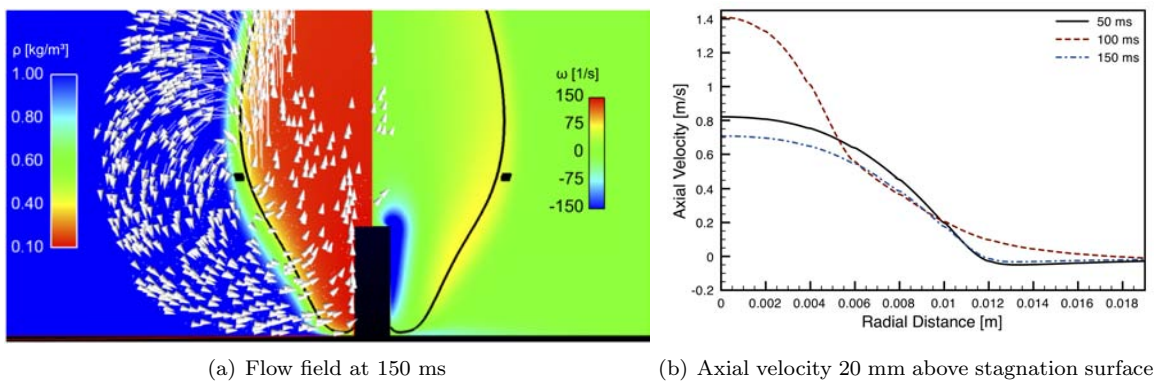 ρ [kg/m³]
1.00
0.80
0.60
0.40
0.10
ω [1/s]
150
75
0
-75
-150
(a) Flow field at 150 ms
1.4
1.2
1
0.8
0.6
0.4
0.2
0
-0.2
Axial Velocity [m/s]
50 ms
100 ms
150 ms
0 0.002 0.004 0.006 0.008 0.01 0.012 0.014 0.016 0.018
Radial Distance [m]
(b) Axial velocity 20 mm above stagnation surface